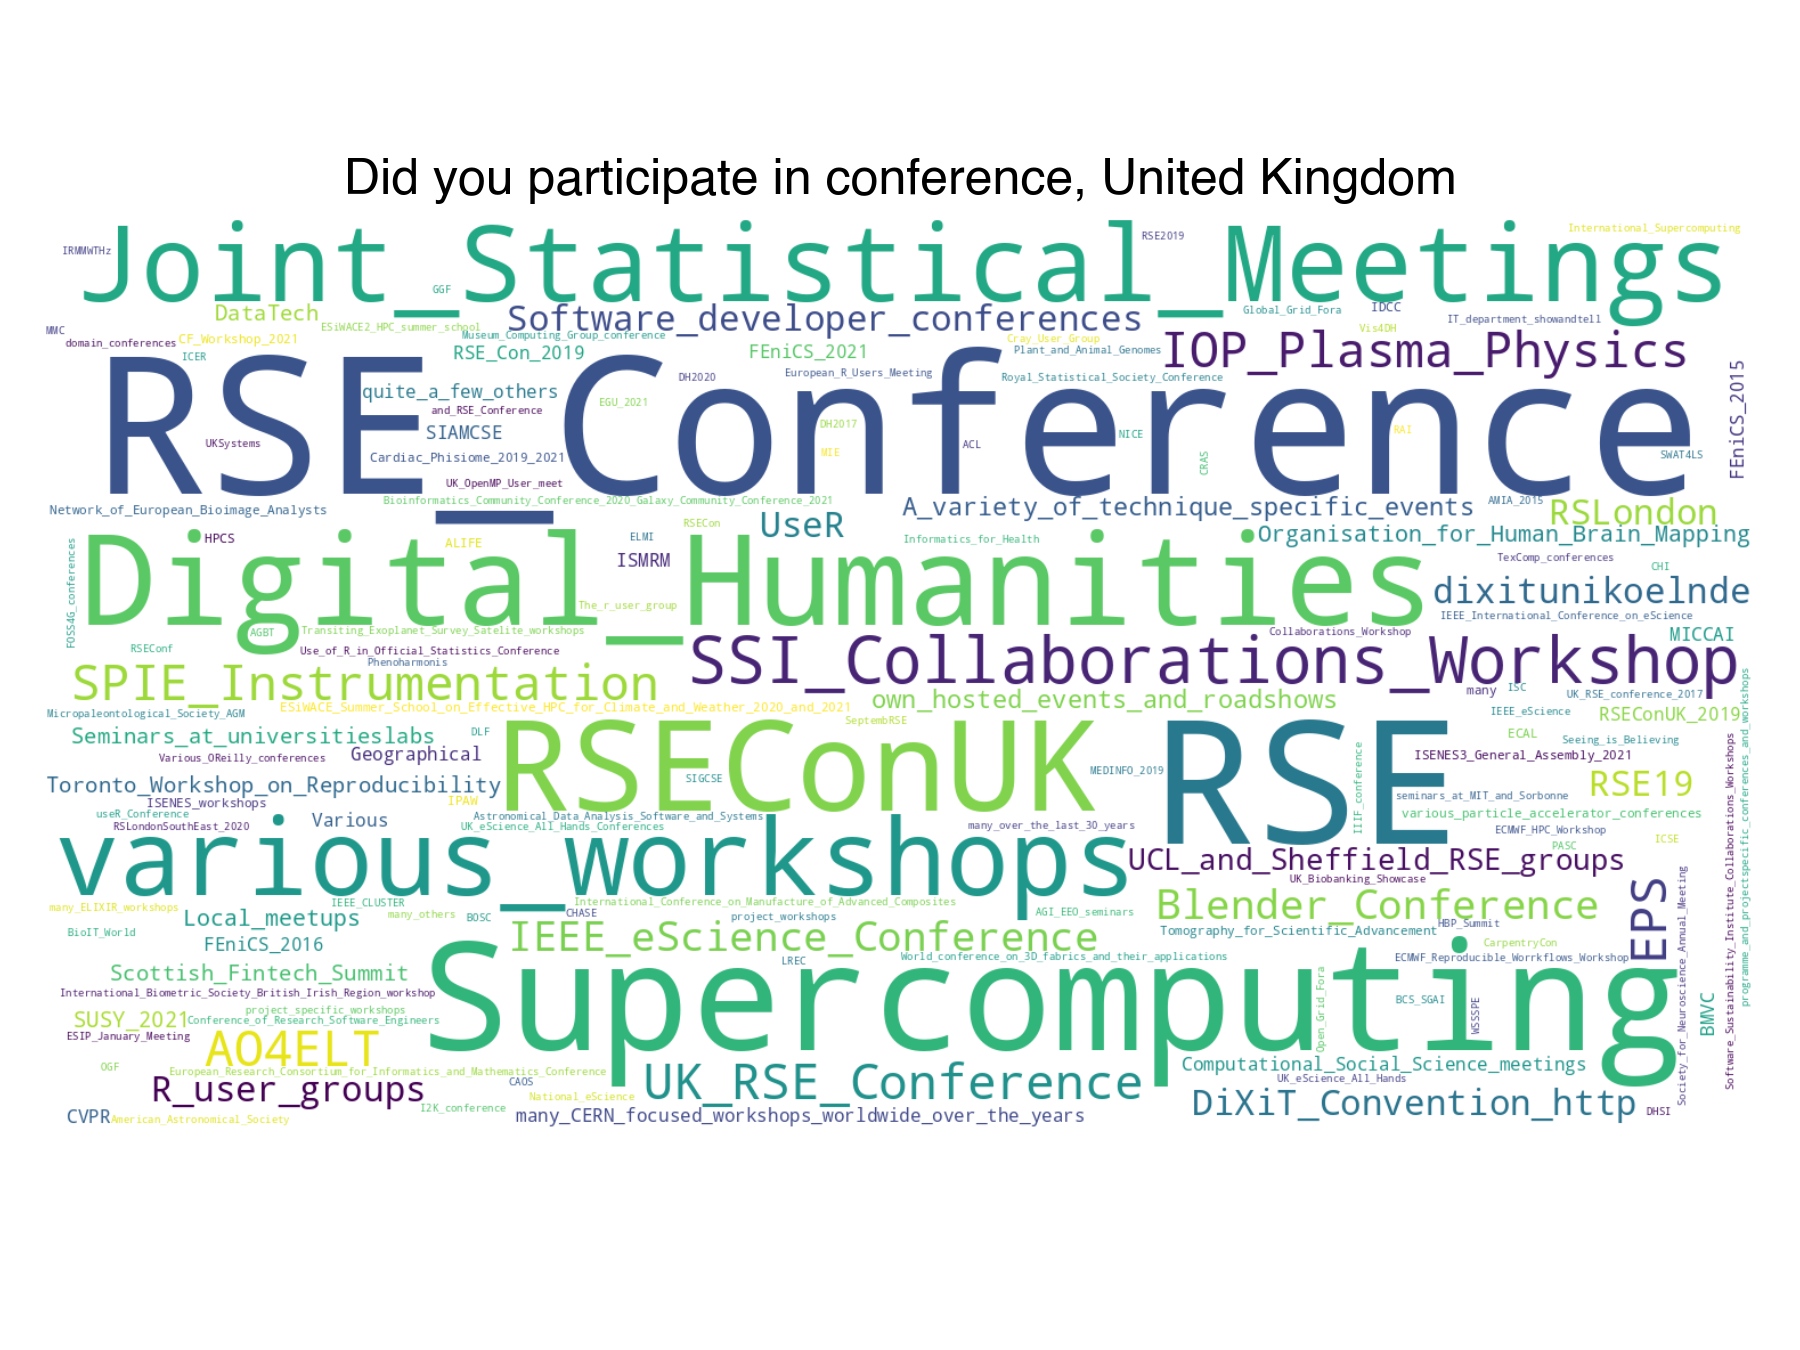 Did you participate in conference, United Kingdom
IRMMWTHz
Joint_Statistical_Meetings
RSE2019
International_Supercomputing
GGF
DataTech
ESiWACE2_HPC_summer_school
Software_developer_conferences
Global_Grid_Fora
IDCC
IT_department_showandtell
MMC
domain_conferences
CF_Workshop_2021
Museum_Computing_Group_conference
Cray_User_Group
Vis4DH
IOP_Plasma_Physics
ICER
RSE_Con_2019
FEniCS_2021
Plant_and_Animal_Genomes
RSE_Conference
quite_a_few_others
DH2020
European_R_Users_Meeting
Royal_Statistical_Society_Conference
FEniCS_2015
and_RSE_Conference
EGU_2021
UKSystems
SIAMCSE
DH2017
ACL
NICE
RAI
Cardiac_Phisiome_2019_2021
MIE
CRAS
SWAT4LS
UK_OpenMP_User_meet
Bioinformatics_Community_Conference_2020_Galaxy_Community_Conference_2021
Network_of_European_Bioimage_Analysts
A_variety_of_technique_specific_events
AMIA_2015
RSLondon
RSECon
UseR
HPCS
ALIFE
ELMI
Informatics_for_Health
Organisation_for_Human_Brain_Mapping
FOSS4G_conferences
Digital_Humanities
ISMRM
TexComp_conferences
CHI
The_r_user_group
dixitunikoelnde
IEEE_International_Conference_on_eScience
AGBT
Transiting_Exoplanet_Survey_Satelite_workshops
Collaborations_Workshop
MICCAI
RSEConf
Use_of_R_in_Official_Statistics_Conference
Phenoharmonis
SSI_Collaborations_Workshop
SPIE_Instrumentation
many
ISC
UK_RSE_conference_2017
ESiWACE_Summer_School_on_Effective_HPC_for_Climate_and_Weather_2020_and_2021
own_hosted_events_and_roadshows
Micropaleontological_Society_AGM
SeptembRSE
IEEE_eScience
RSEConUK_2019
Seminars_at_universitieslabs
DLF
RSEConUK
RSE
ECAL
Seeing_is_Believing
Various_OReilly_conferences
Geographical
ISENES3_General_Assembly_2021
Toronto_Workshop_on_Reproducibility
SIGCSE
MEDINFO_2019
IIIF_conference
RSE19
ISENES_workshops
IPAW
seminars_at_MIT_and_Sorbonne
useR_Conference
Various
Astronomical_Data_Analysis_Software_and_Systems
various_particle_accelerator_conferences
RSLondonSouthEast_2020
UK_eScience_All_Hands_Conferences
many_over_the_last_30_years
ECMWF_HPC_Workshop
ICSE
various_workshops
PASC
UCL_and_Sheffield_RSE_groups
UK_Biobanking_Showcase
programme_and_projectspecific_conferences_and_workshops
Software_Sustainability_Institute_Collaborations_Workshops
Society_for_Neuroscience_Annual_Meeting
many_ELIXIR_workshops
IEEE_CLUSTER
International_Conference_on_Manufacture_of_Advanced_Composites
Blender_Conference
EPS
Local_meetups
many_others
BOSC
CHASE
project_workshops
AGI_EEO_seminars
HBP_Summit
BioIT_World
FEniCS_2016
IEEE_eScience_Conference
Tomography_for_Scientific_Advancement
CarpentryCon
World_conference_on_3D_fabrics_and_their_applications
ECMWF_Reproducible_Worrkflows_Workshop
Scottish_Fintech_Summit
LREC
International_Biometric_Society_British_Irish_Region_workshop
Supercomputing
Open_Grid_Fora
BCS_SGAI
WSSSPE
BMVC
project_specific_workshops
SUSY_2021
Conference_of_Research_Software_Engineers
ESIP_January_Meeting
AO4ELT
OGF
European_Research_Consortium_for_Informatics_and_Mathematics_Conference
Computational_Social_Science_meetings
R_user_groups
CAOS
UK_RSE_Conference
UK_eScience_All_Hands
National_eScience
DiXiT_Convention_http
I2K_conference
DHSI
CVPR
American_Astronomical_Society
many_CERN_focused_workshops_worldwide_over_the_years